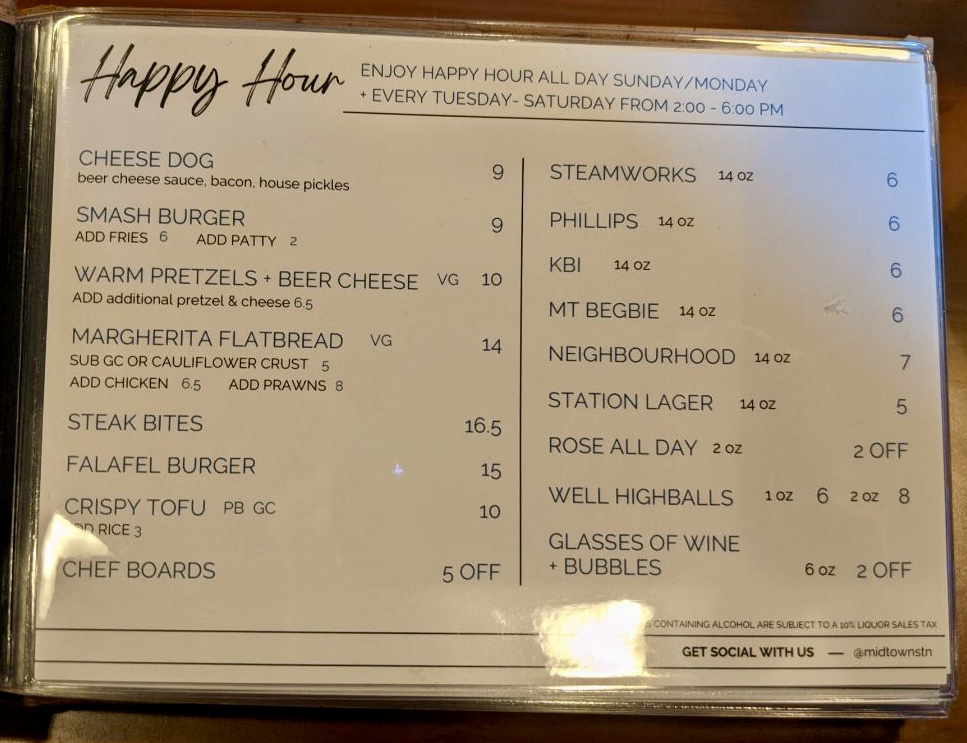 Happy Hour
ENJOY HAPPY HOUR ALL DAY SUNDAY/MONDAY
+ EVERY TUESDAY- SATURDAY FROM 2:00 - 6:00 PM
CHEESE DOG 9
beer cheese sauce, bacon, house pickles
SMASH BURGER 9
ADD FRIES 6 ADD PATTY 2
WARM PRETZELS + BEER CHEESE VG 10
ADD additional pretzel & cheese 6.5
MARGHERITA FLATBREAD VG 14
SUB GC OR CAULIFLOWER CRUST 5
ADD CHICKEN 6.5 ADD PRAWNS 8
STEAK BITES 16.5
FALAFEL BURGER 15
CRISPY TOFU PB GC 10
ADD RICE 3
CHEF BOARDS 5 OFF
STEAMWORKS 14 OZ 6
PHILLIPS 14 OZ 6
KBI 14 OZ 6
MT BEGBIE 14 OZ 6
NEIGHBOURHOOD 14 OZ 7
STATION LAGER 14 OZ 5
ROSE ALL DAY 2 OZ 2 OFF
WELL HIGHBALLS 1 OZ 6 2 OZ 8
GLASSES OF WINE
+ BUBBLES 6 OZ 2 OFF
CONTAINING ALCOHOL ARE SUBJECT TO A 10% LIQUOR SALES TAX
GET SOCIAL WITH US — @midtownstn